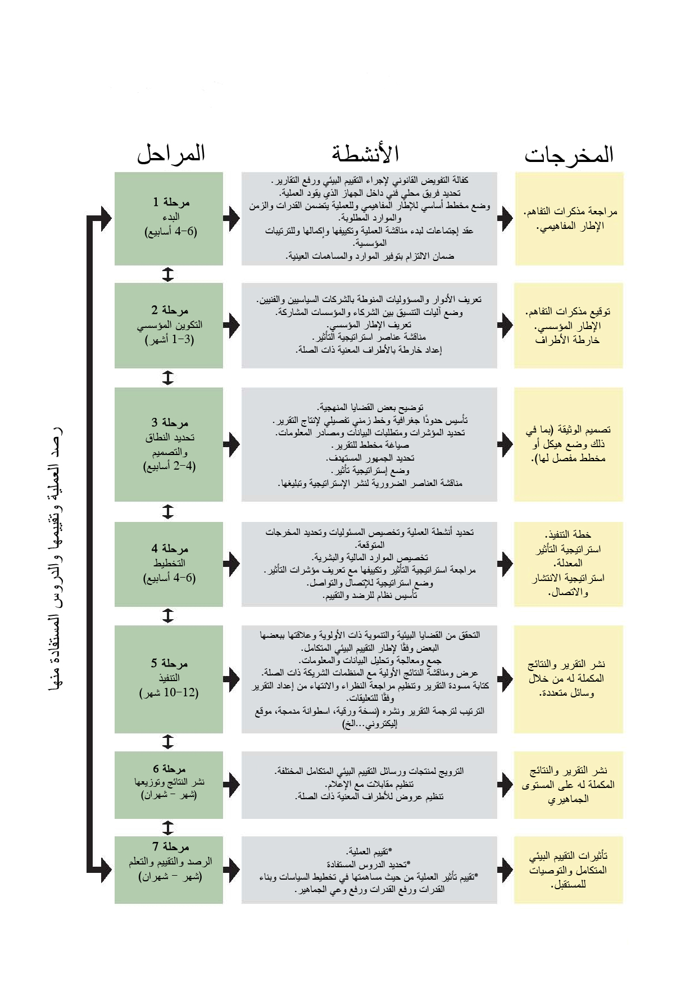 المراحل
الأنشطة
المخرجات
مرحلة 1
البدء
(4-6 أسابيع)
كفالة التفويض القانوني لإجراء التقييم البيئي ورفع التقارير.
تحديد فريق محلي فني داخل الجهاز الذي يقود العملية.
وضع مخطط أساسي للإطار المفاهيمي وللعملية يتضمن القدرات والزمن
والموارد المطلوبة.
عقد إجتماعات لبدء مناقشة العملية وتكييفها وإكمالها وللترتيبات
المؤسسية.
ضمان الالتزام بتوفير الموارد والمساهمات العينية.
مراجعة مذكرات التفاهم.
الإطار المفاهيمي.
مرحلة 2
التكوين المؤسسي
(1-3 أشهر)
تعريف الأدوار والمسؤوليات المنوطة بالشركات السياسيين والفنيين.
وضع آليات التنسيق بين الشركاء والمؤسسات المشاركة.
تعريف الإطار المؤسسي.
مناقشة عناصر استراتيجية التأثير.
إعداد خارطة بالأطراف المعنية ذات الصلة.
توقيع مذكرات التفاهم.
الإطار المؤسسي.
خارطة الأطراف
مرحلة 3
تحديد النطاق
والتصميم
(2-4 أسابيع)
توضيح بعض القضايا المنهجية.
تأسيس حدودًا جغرافية وخط زمني تفصيلي لإنتاج التقرير.
تحديد المؤشرات ومتطلبات البيانات ومصادر المعلومات.
صياغة مخطط للتقرير.
تحديد الجمهور المستهدف.
وضع إستراتيجية تأثير.
مناقشة العناصر الضرورية لنشر الإستراتيجية وتبليغها.
تصميم الوثيقة (بما في
ذلك وضع هيكل أو
مخطط مفصل لها).
مرحلة 4
التخطيط
(4-6 أسابيع)
تحديد أنشطة العملية وتخصيص المسئوليات وتحديد المخرجات
المتوقعة.
تخصيص الموارد المالية والبشرية.
مراجعة استراتيجية التأثير وتكييفها مع تعريف مؤشرات التأثير.
وضع استراتيجية للإتصال والتواصل.
تأسيس نظام للرضد والتقييم.
خطة التنفيذ.
استراتيجية التأثير
المعدلة.
استراتيجية الانتشار
والاتصال.
مرحلة 5
التنفيذ
(10-12 شهر)
التحقق من القضايا البيئية والتنموية ذات الأولوية وعلاقتها ببعضها
البعض وفقًا لإطار التقييم البيئي المتكامل.
جمع ومعالجة وتحليل البيانات والمعلومات.
عرض ومناقشة النتائج الأولية مع المنظمات الشريكة ذات الصلة.
كتابة مسودة التقرير وتنظيم مراجعة النظراء والانتهاء من إعداد التقرير
وفقًا للتعليقات.
الترتيب لترجمة التقرير ونشره (نسخة ورقية، اسطوانة مدمجة، موقع
إليكتروني...الخ)
نشر التقرير والنتائج
المكملة له من خلال
وسائل متعددة.
مرحلة 6
نشر النتائج وتوزيعها
(شهر - شهران)
الترويج لمنتجات ورسائل التقييم البيئي المتكامل المختلفة.
تنظيم مقابلات مع الإعلام.
تنظيم عروض للأطراف المعنية ذات الصلة.
نشر التقرير والنتائج
المكملة له على المستوى
الجماهيري
مرحلة 7
الرصد والتقييم والتعلم
(شهر - شهران)
*تقييم العملية.
*تحديد الدروس المستفادة
*تقييم تأثير العملية من حيث مساهمتها في تخطيط السياسات وبناء
القدرات ورفع القدرات ورفع وعي الجماهير.
تأثيرات التقييم البيئي
المتكامل والتوصيات
للمستقبل.
رصد العملية وتقييمها والدروس المستفادة منها